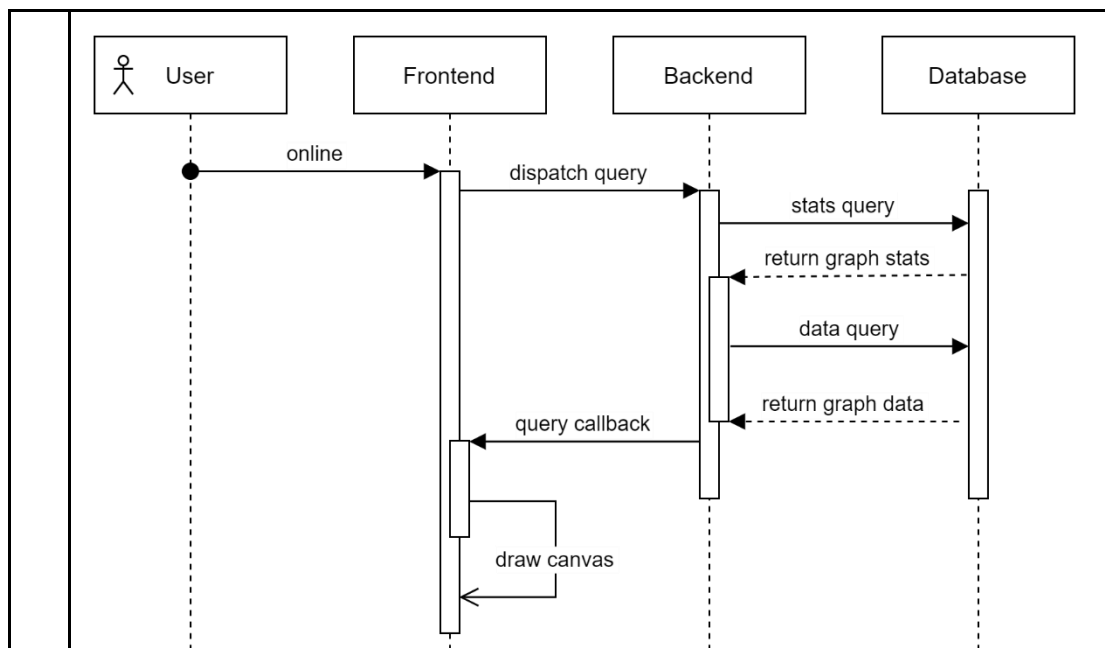 User
Frontend
Backend
Database
online
dispatch query
stats query
return graph stats
data query
return graph data
query callback
draw canvas